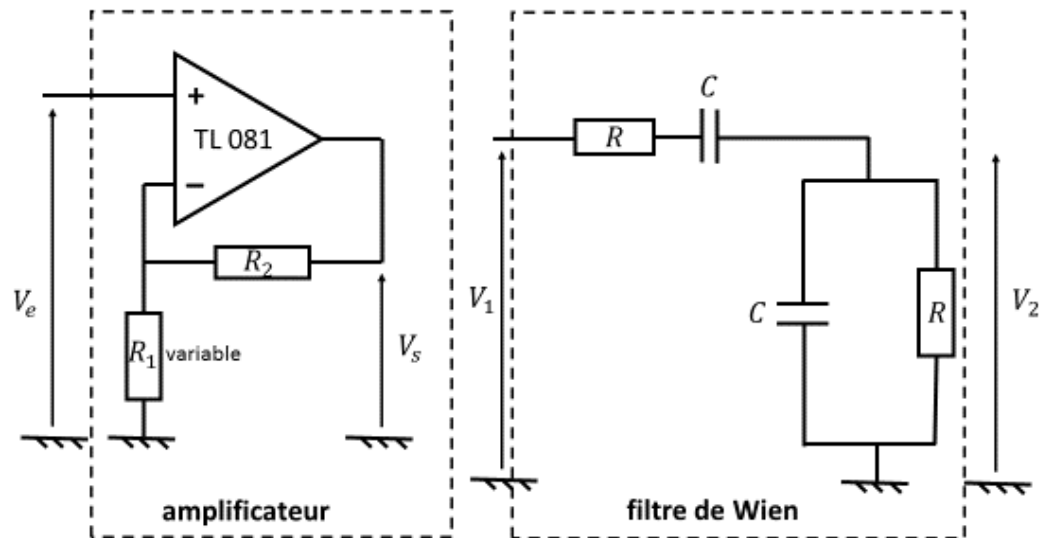 +
TL 081
−
R₂
Vₑ
R₁ variable
Vₛ
amplificateur
C
R
V₁
C
R
V₂
filtre de Wien